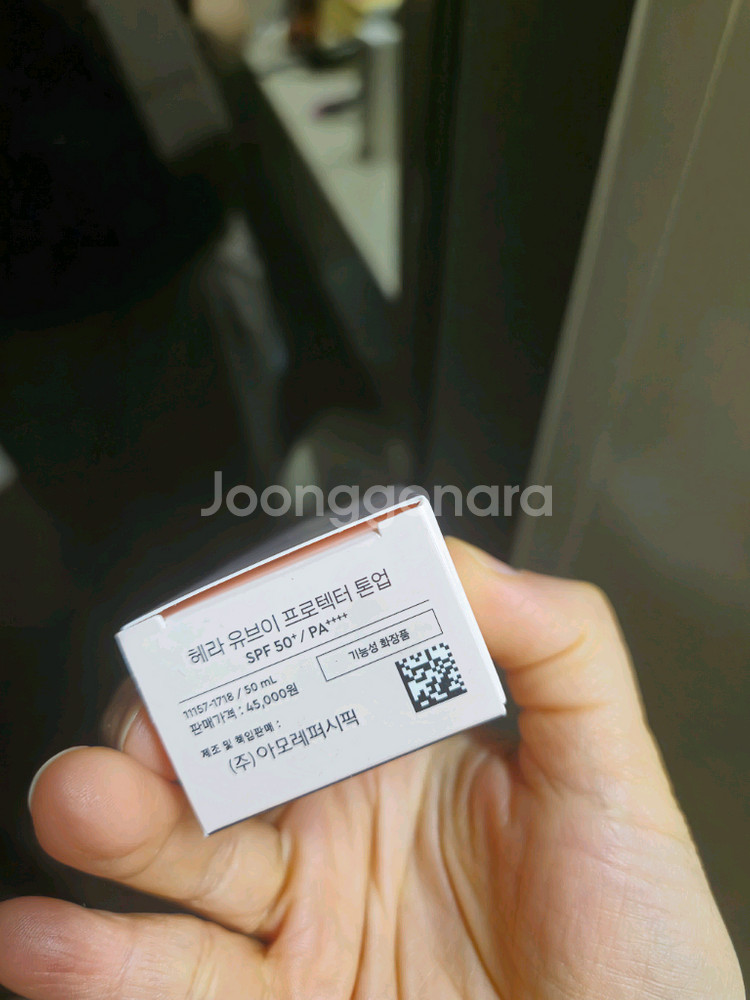 Joonggonara
헤라 유브이 프로텍터 톤업
SPF 50⁺ / PA⁺⁺⁺⁺
기능성 화장품
11157-1718 / 50 mL
판매가격 : 45,000원
제조 및 책임판매 :
(주) 아모레퍼시픽